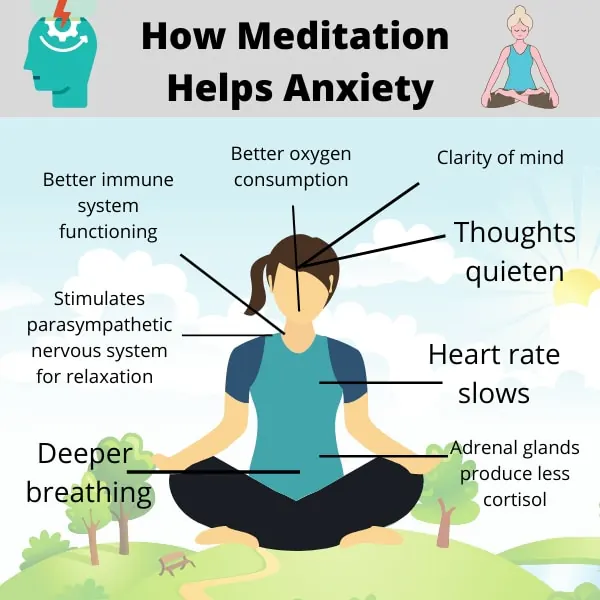 How Meditation
Helps Anxiety
Better oxygen
consumption
Clarity of mind
Better immune
system
functioning
Thoughts
quieten
Stimulates
parasympathetic
nervous system
for relaxation
Heart rate
slows
Deeper
breathing
Adrenal glands
produce less
cortisol